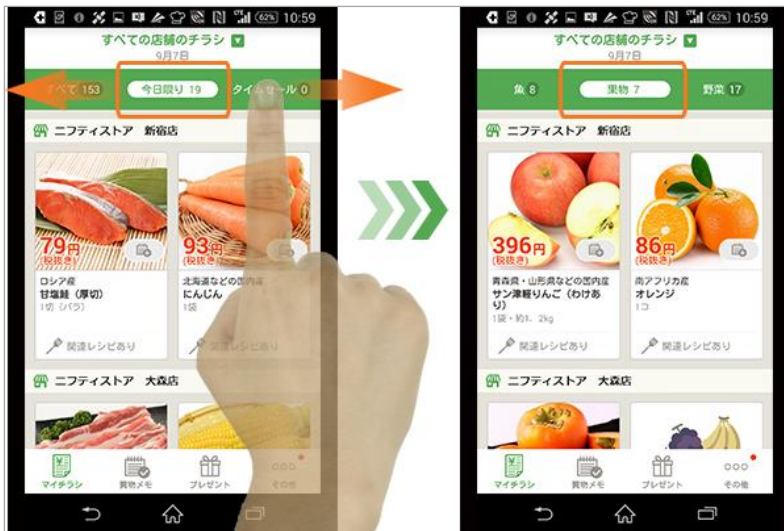 62% 10:59
すべての店舗のチラシ
9月7日
すべて 153
今日限り 19
タイムセール 0
ニフティストア 新宿店
79円
(税抜き)
ロシア産
甘塩鮭（厚切）
1切（バラ）
関連レシピあり
93円
(税抜き)
北海道などの国内産
にんじん
1袋
関連レシピあり
ニフティストア 大森店
マイチラシ
買物メモ
プレゼント
その他
62% 10:59
すべての店舗のチラシ
9月7日
魚 8
果物 7
野菜 17
ニフティストア 新宿店
396円
(税抜き)
青森県・山形県などの国内産
サン津軽りんご（わけあ
り）
1袋・約1．2kg
関連レシピあり
86円
(税抜き)
南アフリカ産
オレンジ
1コ
関連レシピあり
ニフティストア 大森店
マイチラシ
買物メモ
プレゼント
その他